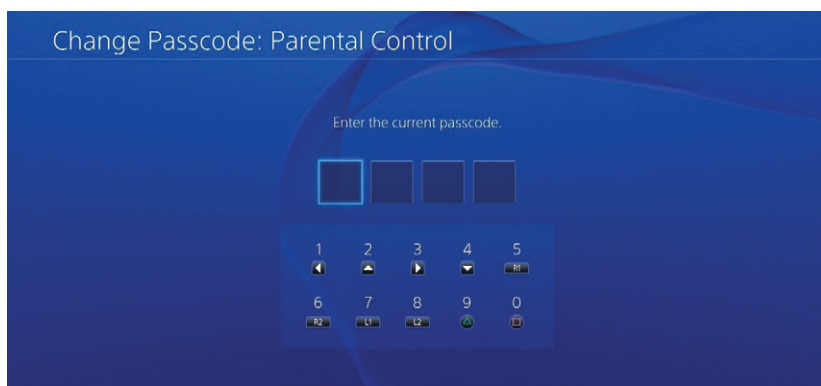 Change Passcode: Parental Control
Enter the current passcode.
1 2 3 4 5
R1
6 7 8 9 0
R2 L1 L2